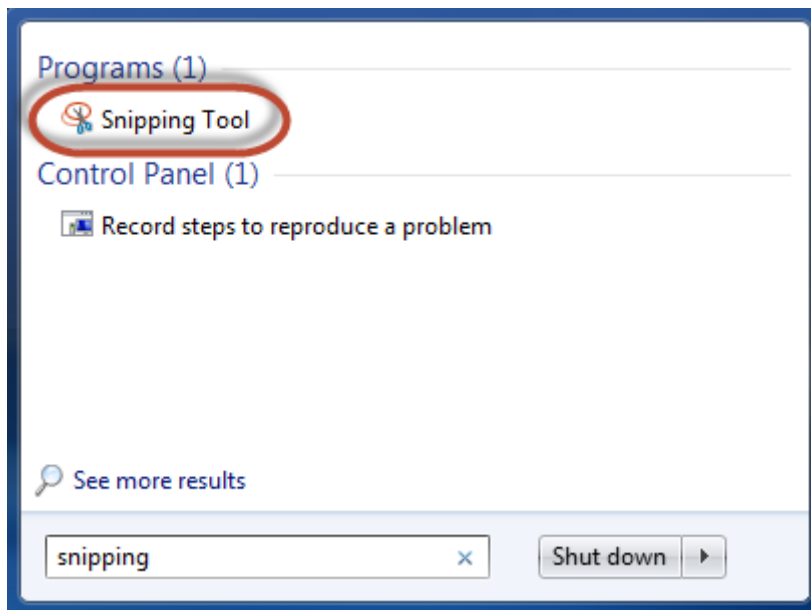 Programs (1)
Snipping Tool
Control Panel (1)
Record steps to reproduce a problem
See more results
snipping
Shut down